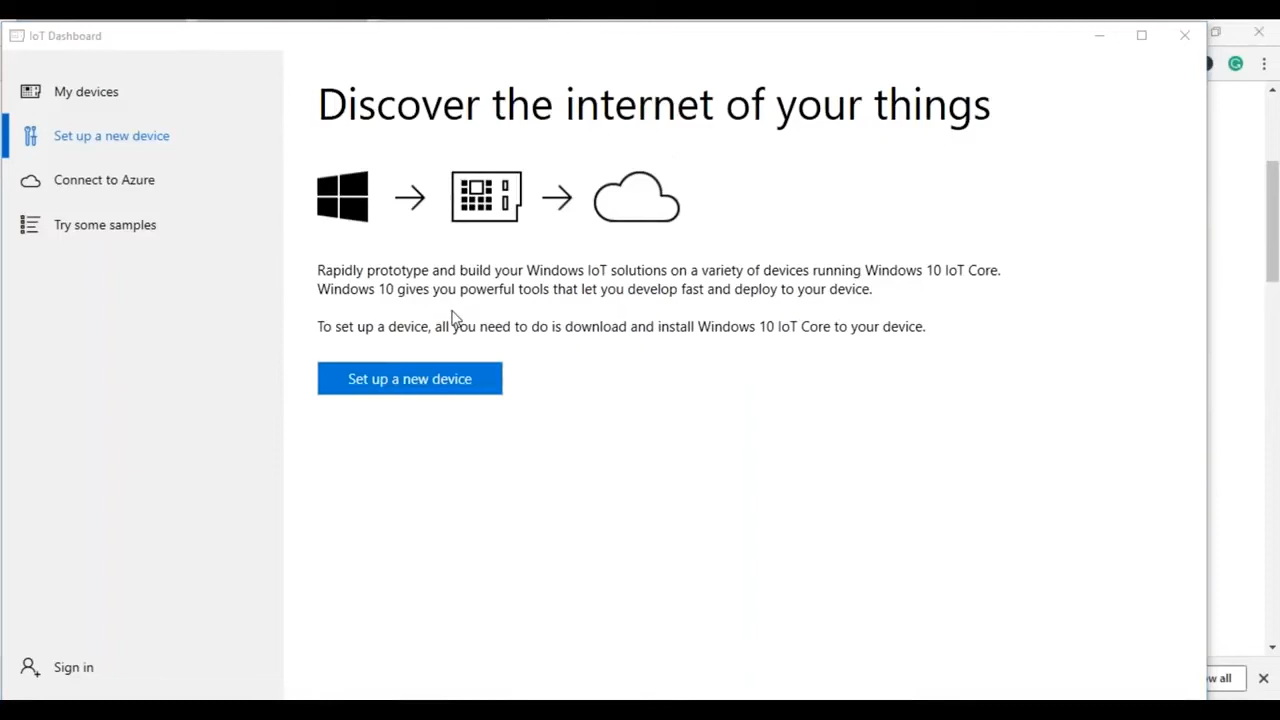 IoT Dashboard
My devices
Set up a new device
Connect to Azure
Try some samples
Sign in
Discover the internet of your things
Rapidly prototype and build your Windows IoT solutions on a variety of devices running Windows 10 IoT Core.
Windows 10 gives you powerful tools that let you develop fast and deploy to your device.
To set up a device, all you need to do is download and install Windows 10 IoT Core to your device.
Set up a new device
all